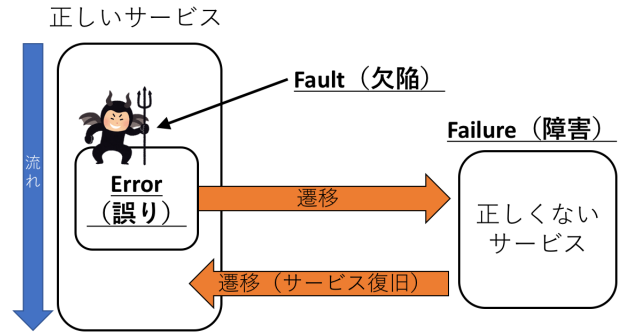 正しいサービス
Fault（欠陥）
Failure（障害）
流れ
Error
（誤り）
遷移
正しくない
サービス
遷移（サービス復旧）